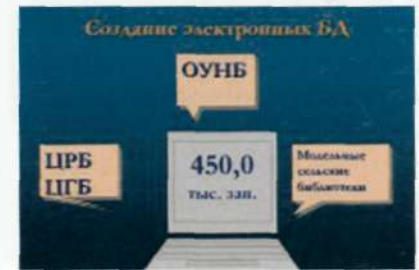 Создание электронных БД
ОУНБ
ЦРБ
ЦГБ
450,0
тыс. зап.
Модельные
сельские
библиотеки